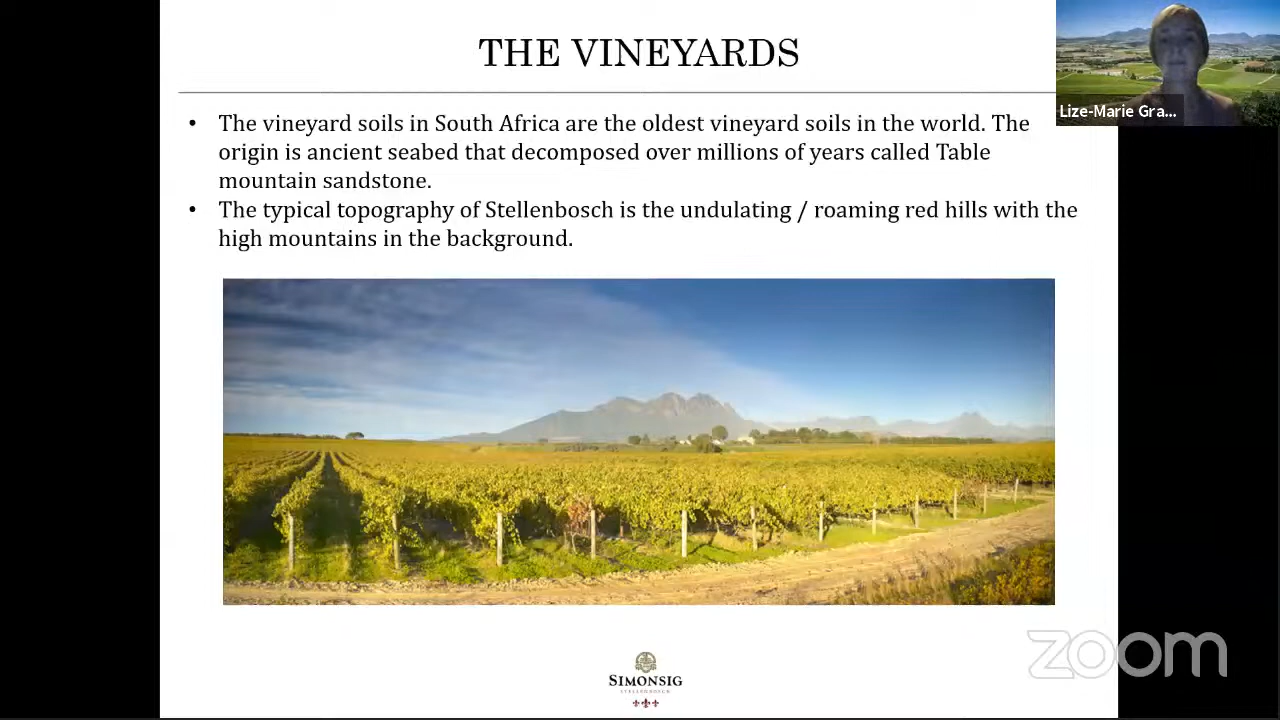 THE VINEYARDS
Lize-Marie Gra...
• The vineyard soils in South Africa are the oldest vineyard soils in the world. The
origin is ancient seabed that decomposed over millions of years called Table
mountain sandstone.
• The typical topography of Stellenbosch is the undulating / roaming red hills with the
high mountains in the background.
zoom
SIMONSIG
STELLENBOSCH